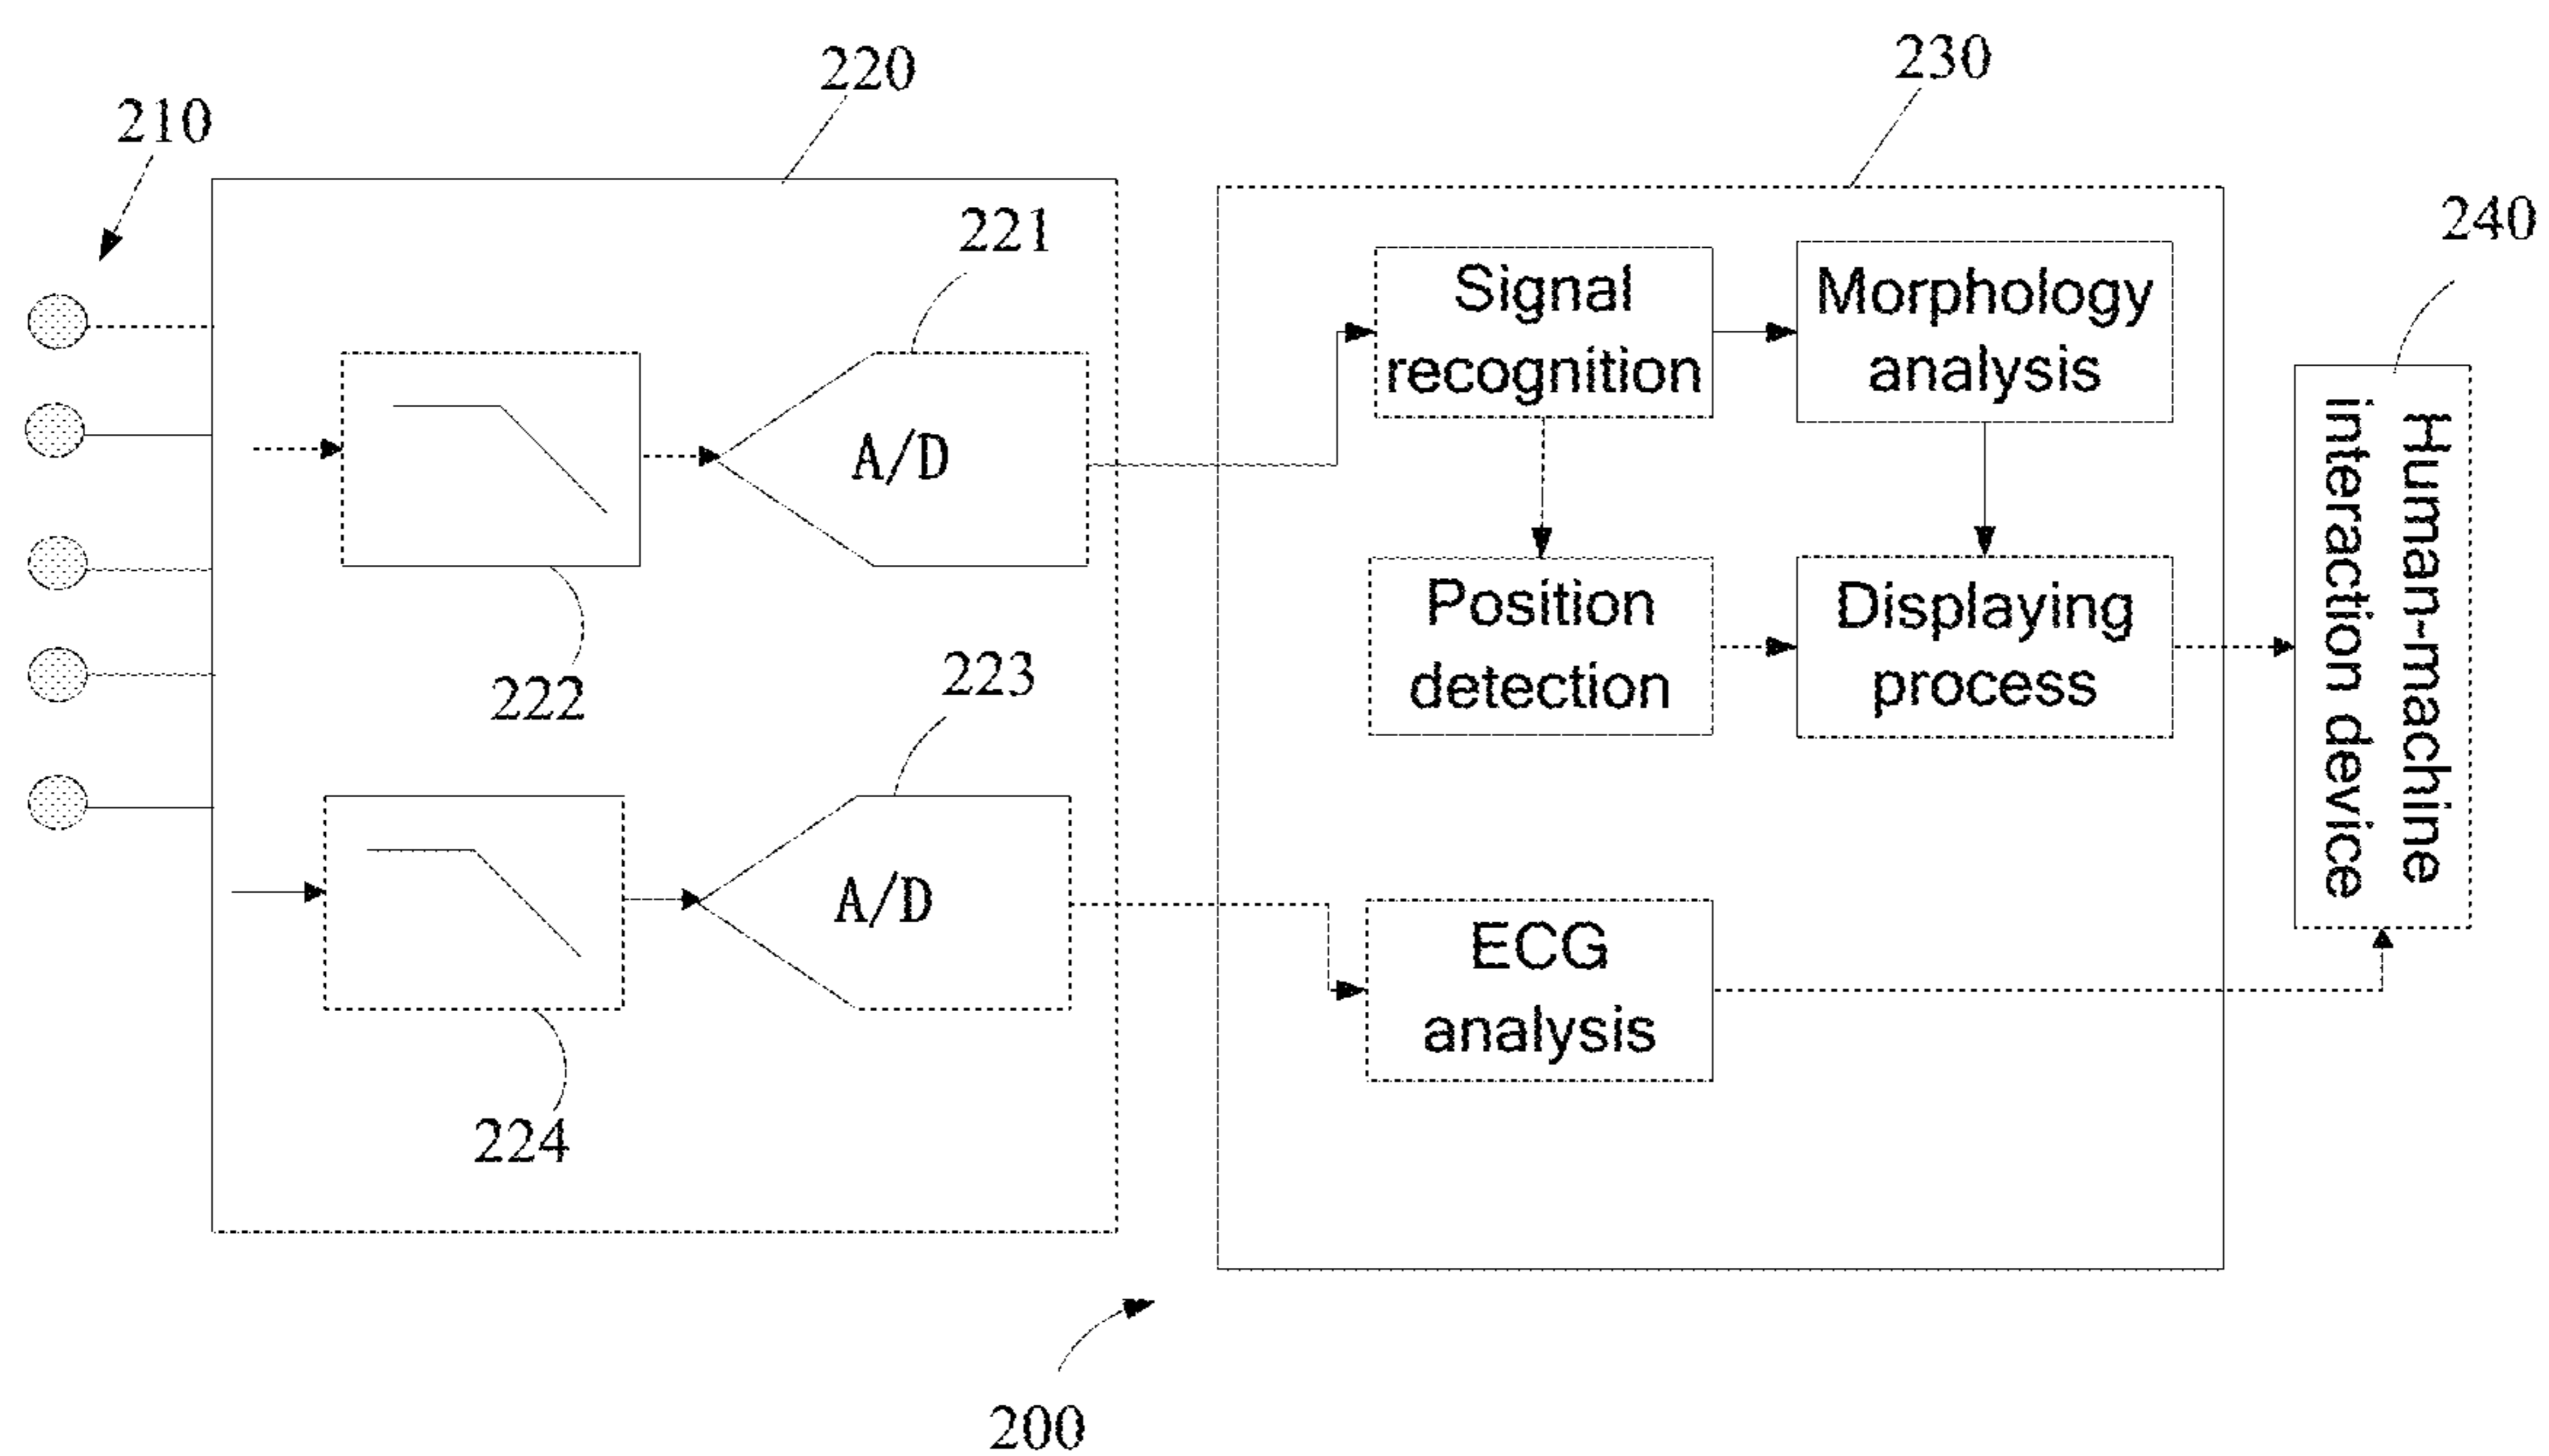 220
230
210
240
221
Signal
recognition
Morphology
analysis
A/D
Human-machine
interaction device
Position
detection
Displaying
process
222
223
A/D
ECG
analysis
224
200